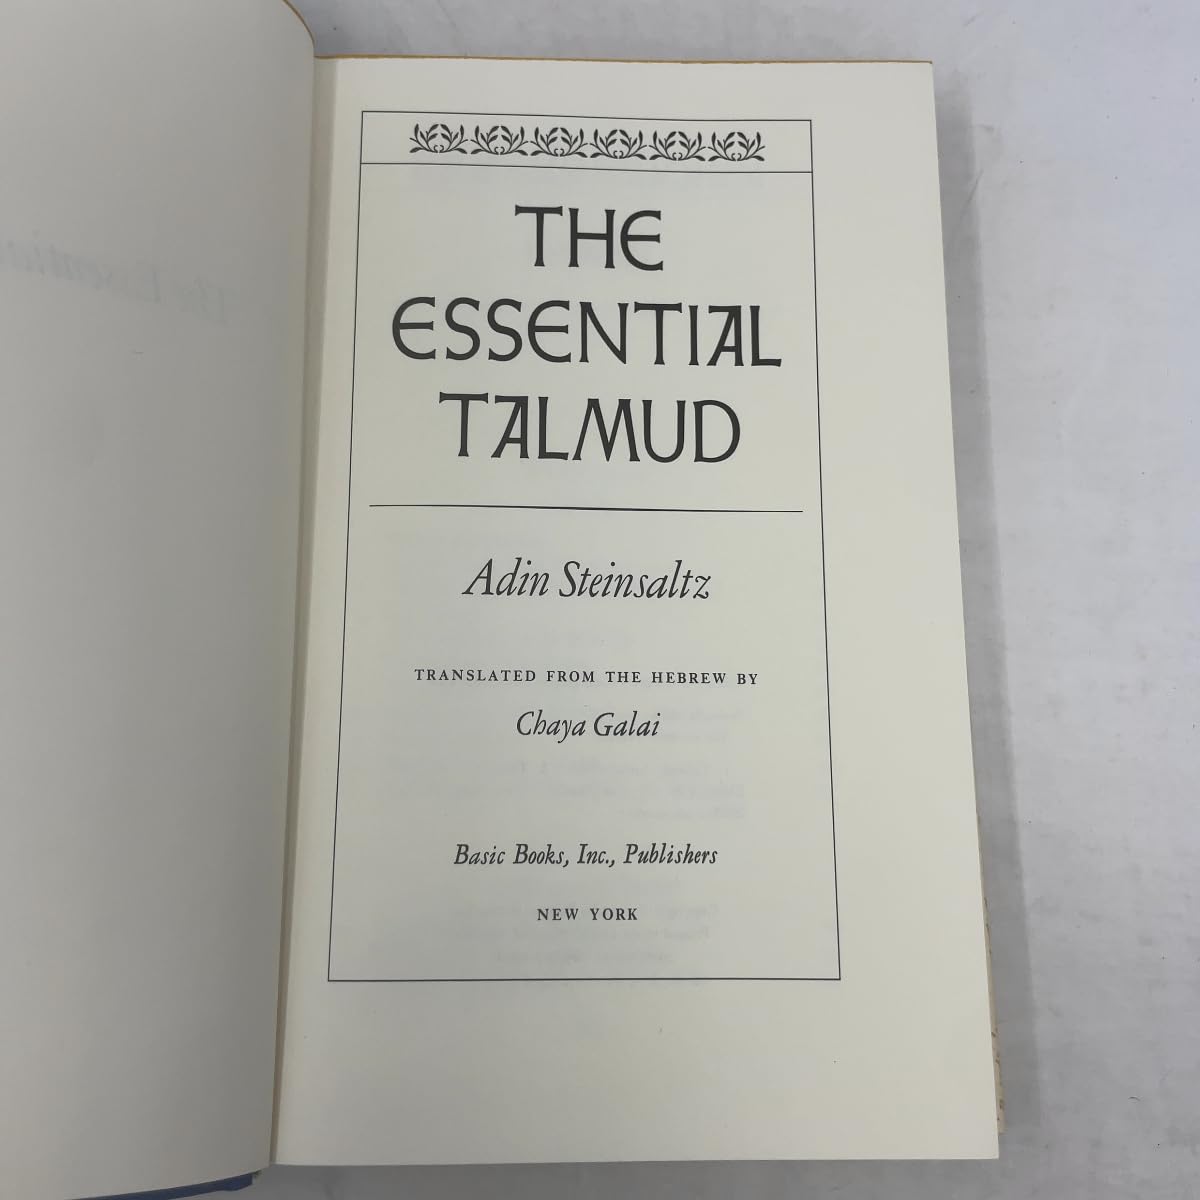 THE
ESSENTIAL
TALMUD
Adin Steinsaltz
TRANSLATED FROM THE HEBREW BY
Chaya Galai
Basic Books, Inc., Publishers
NEW YORK